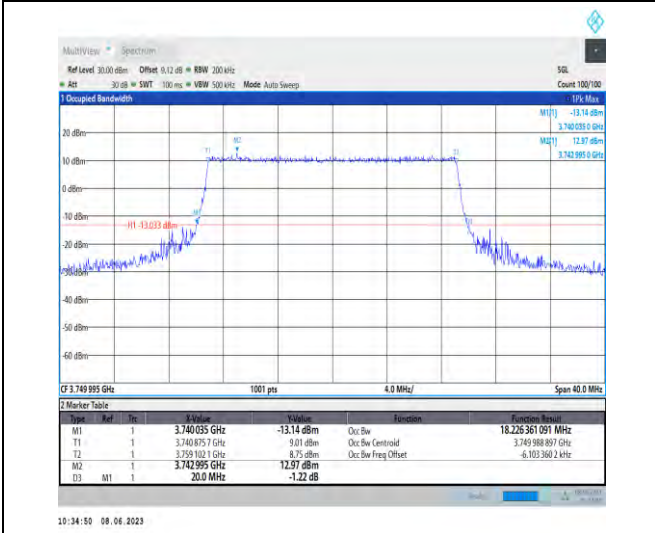 MultiView Spectrum
Ref Level 30.00 dBm Offset 9.12 dB RBW 200 kHz SGL
Att 30 dB SWT 100 ms VBW 500 kHz Mode Auto Sweep Count 100/100
1 Occupied Bandwidth 1Pk Max
M1[1] -13.14 dBm
3.740 035 0 GHz
M2[1] 12.97 dBm
3.742 995 0 GHz
20 dBm
T1 M2
10 dBm
0 dBm
-10 dBm
H1 -13.033 dBm
-20 dBm
-30 dBm
-40 dBm
-50 dBm
-60 dBm
CF 3.749 995 GHz 1001 pts 4.0 MHz/ Span 40.0 MHz
2 Marker Table
Type Ref Trc X-Value Y-Value Function Function Result
M1 1 3.740 035 GHz -13.14 dBm Occ Bw 18.226 361 091 MHz
T1 1 3.740 875 7 GHz 9.01 dBm Occ Bw Centroid 3.749 988 897 GHz
T2 1 3.759 102 1 GHz 8.75 dBm Occ Bw Freq Offset -6.103 360 2 kHz
M2 1 3.742 995 GHz 12.97 dBm
D3 M1 1 20.0 MHz -1.22 dB
10:34:50 08.06.2023